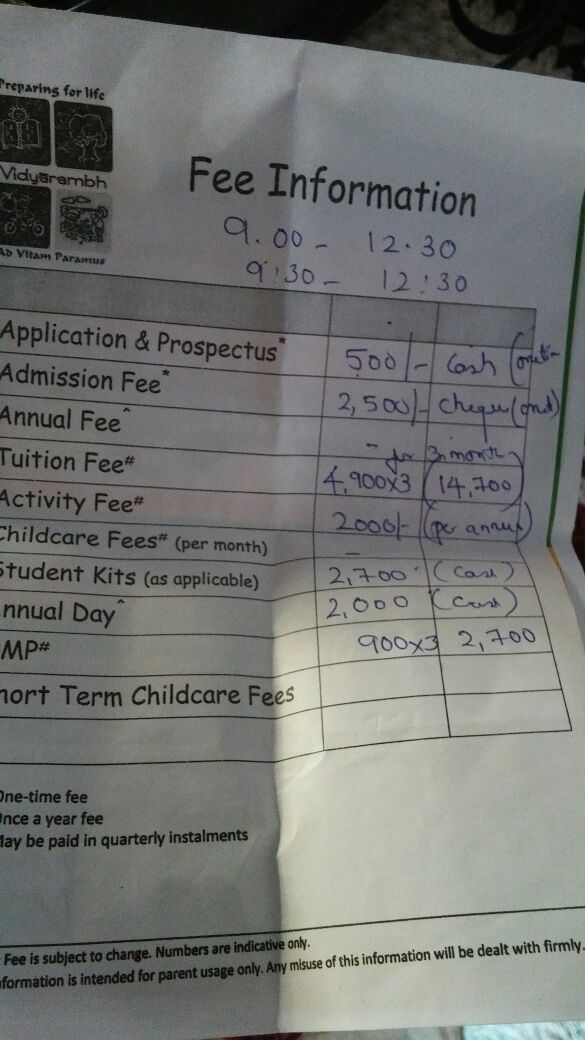 Preparing for life
Vidyarambh
Ab Vitam Paramus
Fee Information
9.00 - 12.30
9:30 - 12:30
Application & Prospectus* 500/- Cash
Admission Fee* 2,500/- Cheque
Annual Fee^ -
for 3 month
Tuition Fee# 4,900x3 (14,700)
Activity Fee# 2000/- (per annum)
Childcare Fees# (per month) -
Student Kits (as applicable) 2,700 (Cash)
nnual Day^ 2,000 (Cash)
MP# 900x3 2,700
hort Term Childcare Fees
One-time fee
Once a year fee
May be paid in quarterly instalments
Fee is subject to change. Numbers are indicative only.
nformation is intended for parent usage only. Any misuse of this information will be dealt with firmly.